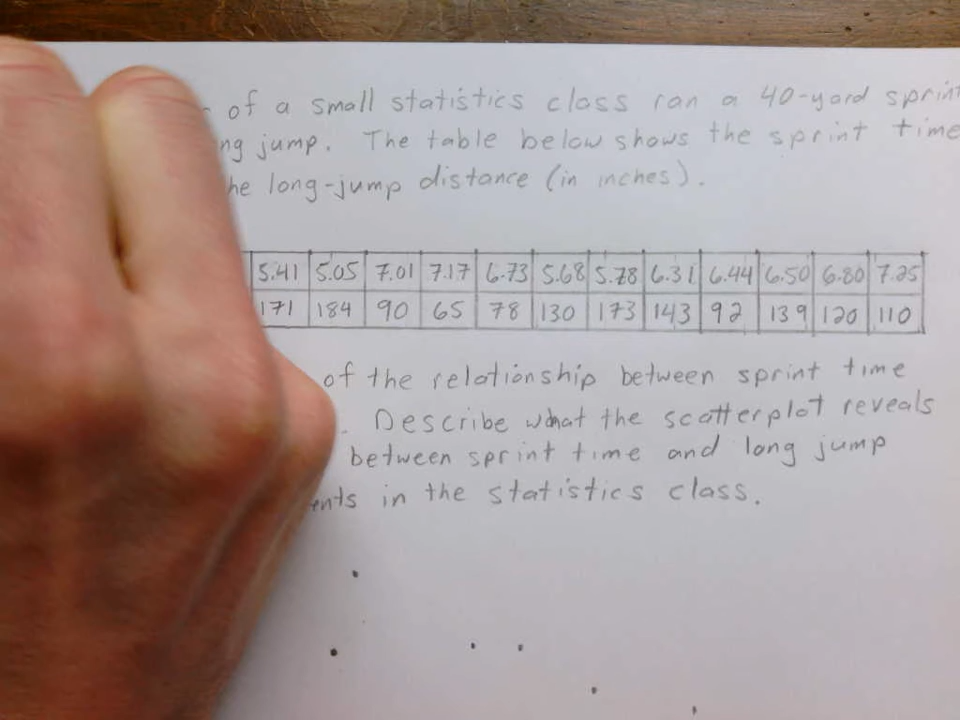 of a small statistics class ran a 40-yard sprint
ng jump. The table below shows the sprint time
he long-jump distance (in inches).
5.41 5.05 7.01 7.17 6.73 5.68 5.78 6.31 6.44 6.50 6.80 7.25
171 184 90 65 78 130 173 143 92 139 120 110
of the relationship between sprint time
. Describe what the scatterplot reveals
between sprint time and long jump
ents in the statistics class.